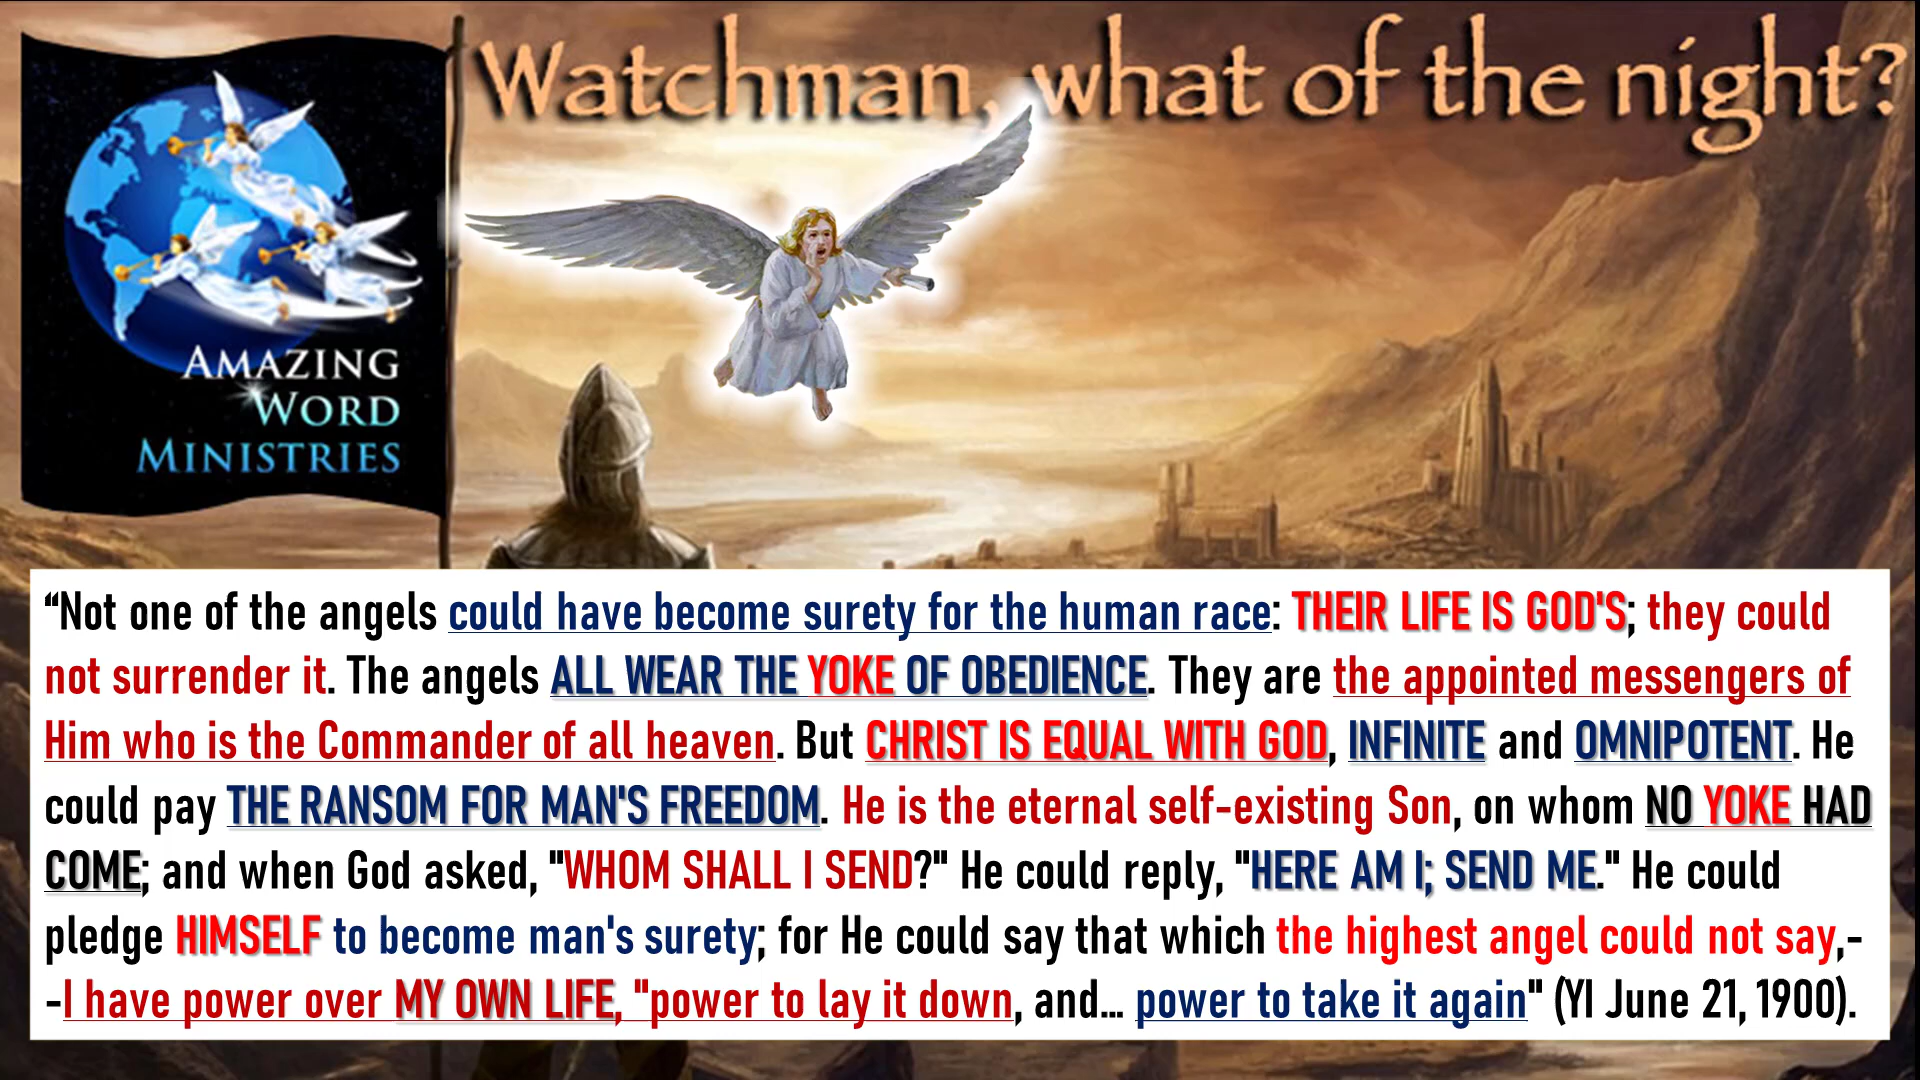 Watchman, what of the night?
AMAZING
WORD
MINISTRIES
“Not one of the angels could have become surety for the human race: THEIR LIFE IS GOD'S; they could
not surrender it. The angels ALL WEAR THE YOKE OF OBEDIENCE. They are the appointed messengers of
Him who is the Commander of all heaven. But CHRIST IS EQUAL WITH GOD, INFINITE and OMNIPOTENT. He
could pay THE RANSOM FOR MAN'S FREEDOM. He is the eternal self-existing Son, on whom NO YOKE HAD
COME; and when God asked, "WHOM SHALL I SEND?" He could reply, "HERE AM I; SEND ME." He could
pledge HIMSELF to become man's surety; for He could say that which the highest angel could not say,-
-I have power over MY OWN LIFE, "power to lay it down, and... power to take it again" (YI June 21, 1900).